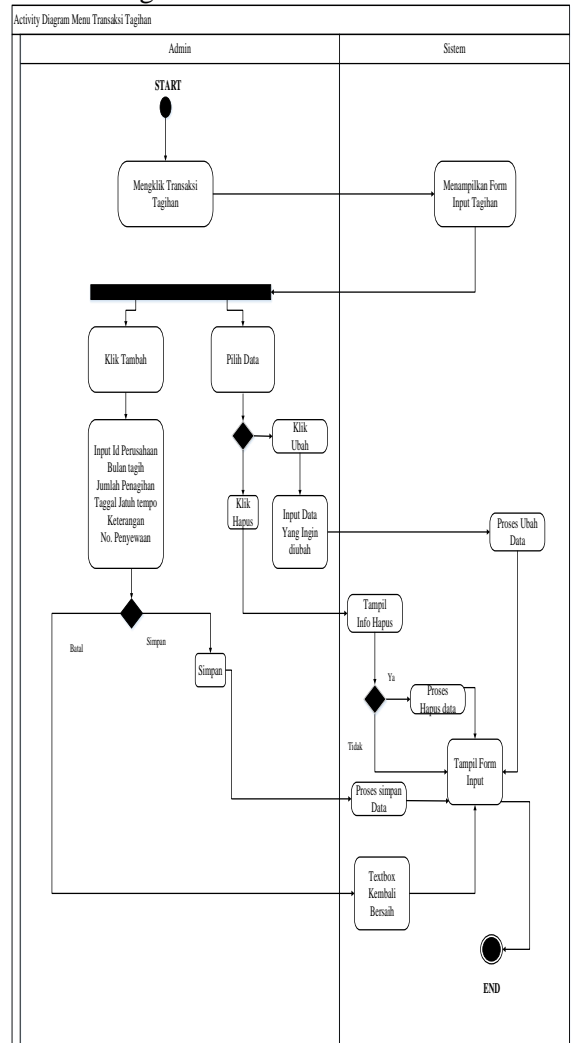 Activity Diagram Menu Transaksi Tagihan
Admin
Sistem
START
Mengklik Transaksi
Tagihan
Menampilkan Form
Input Tagihan
Klik Tambah
Pilih Data
Klik
Ubah
Input Id Perusahaan
Bulan tagih
Jumlah Penagihan
Taggal Jatuh tempo
Keterangan
No. Penyewaan
Klik
Hapus
Input Data
Yang Ingin
diubah
Proses Ubah
Data
Tampil
Info Hapus
Batal
Simpan
Simpan
Ya
Proses
Hapus data
Tidak
Tampil Form
Input
Proses simpan
Data
Textbox
Kembali
Bersaih
END